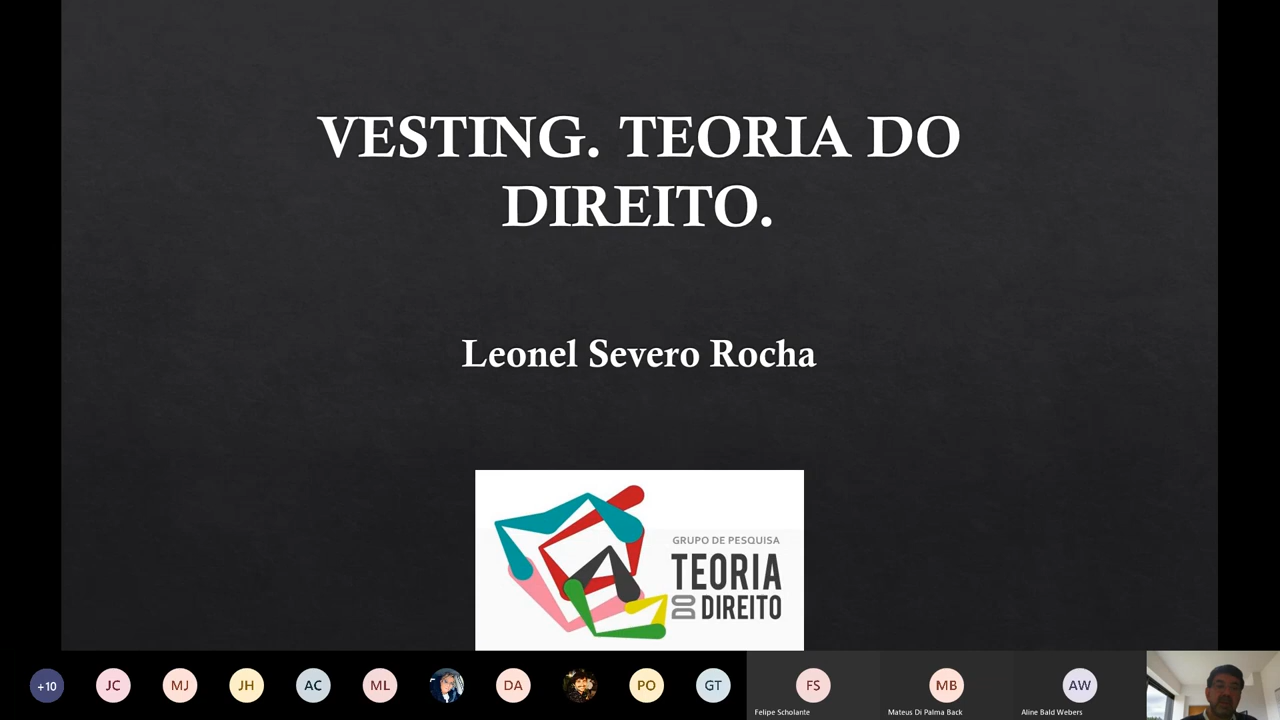 VESTING. TEORIA DO
DIREITO.
Leonel Severo Rocha
GRUPO DE PESQUISA
TEORIA
DO DIREITO
+10
JC
MJ
JH
AC
ML
DA
PO
GT
FS
MB
AW
Felipe Scholante
Mateus Di Palma Back
Aline Bald Webers